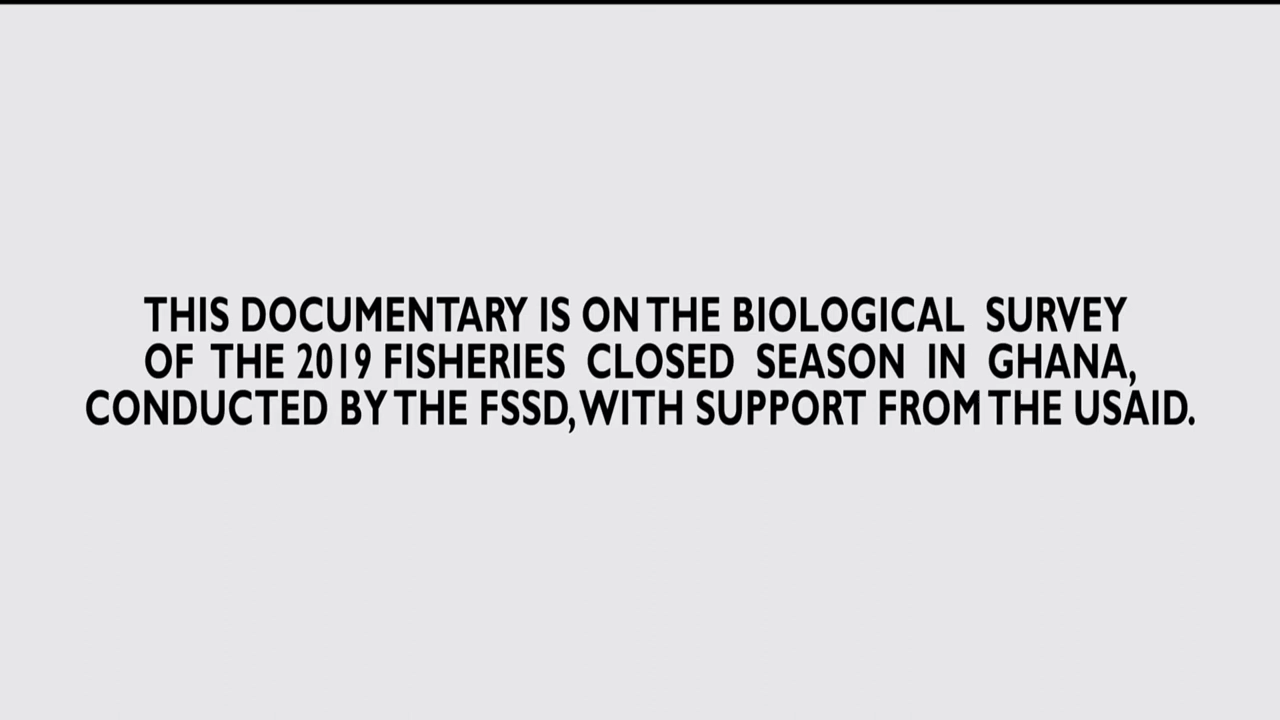 THIS DOCUMENTARY IS ON THE BIOLOGICAL SURVEY
OF THE 2019 FISHERIES CLOSED SEASON IN GHANA,
CONDUCTED BY THE FSSD, WITH SUPPORT FROM THE USAID.